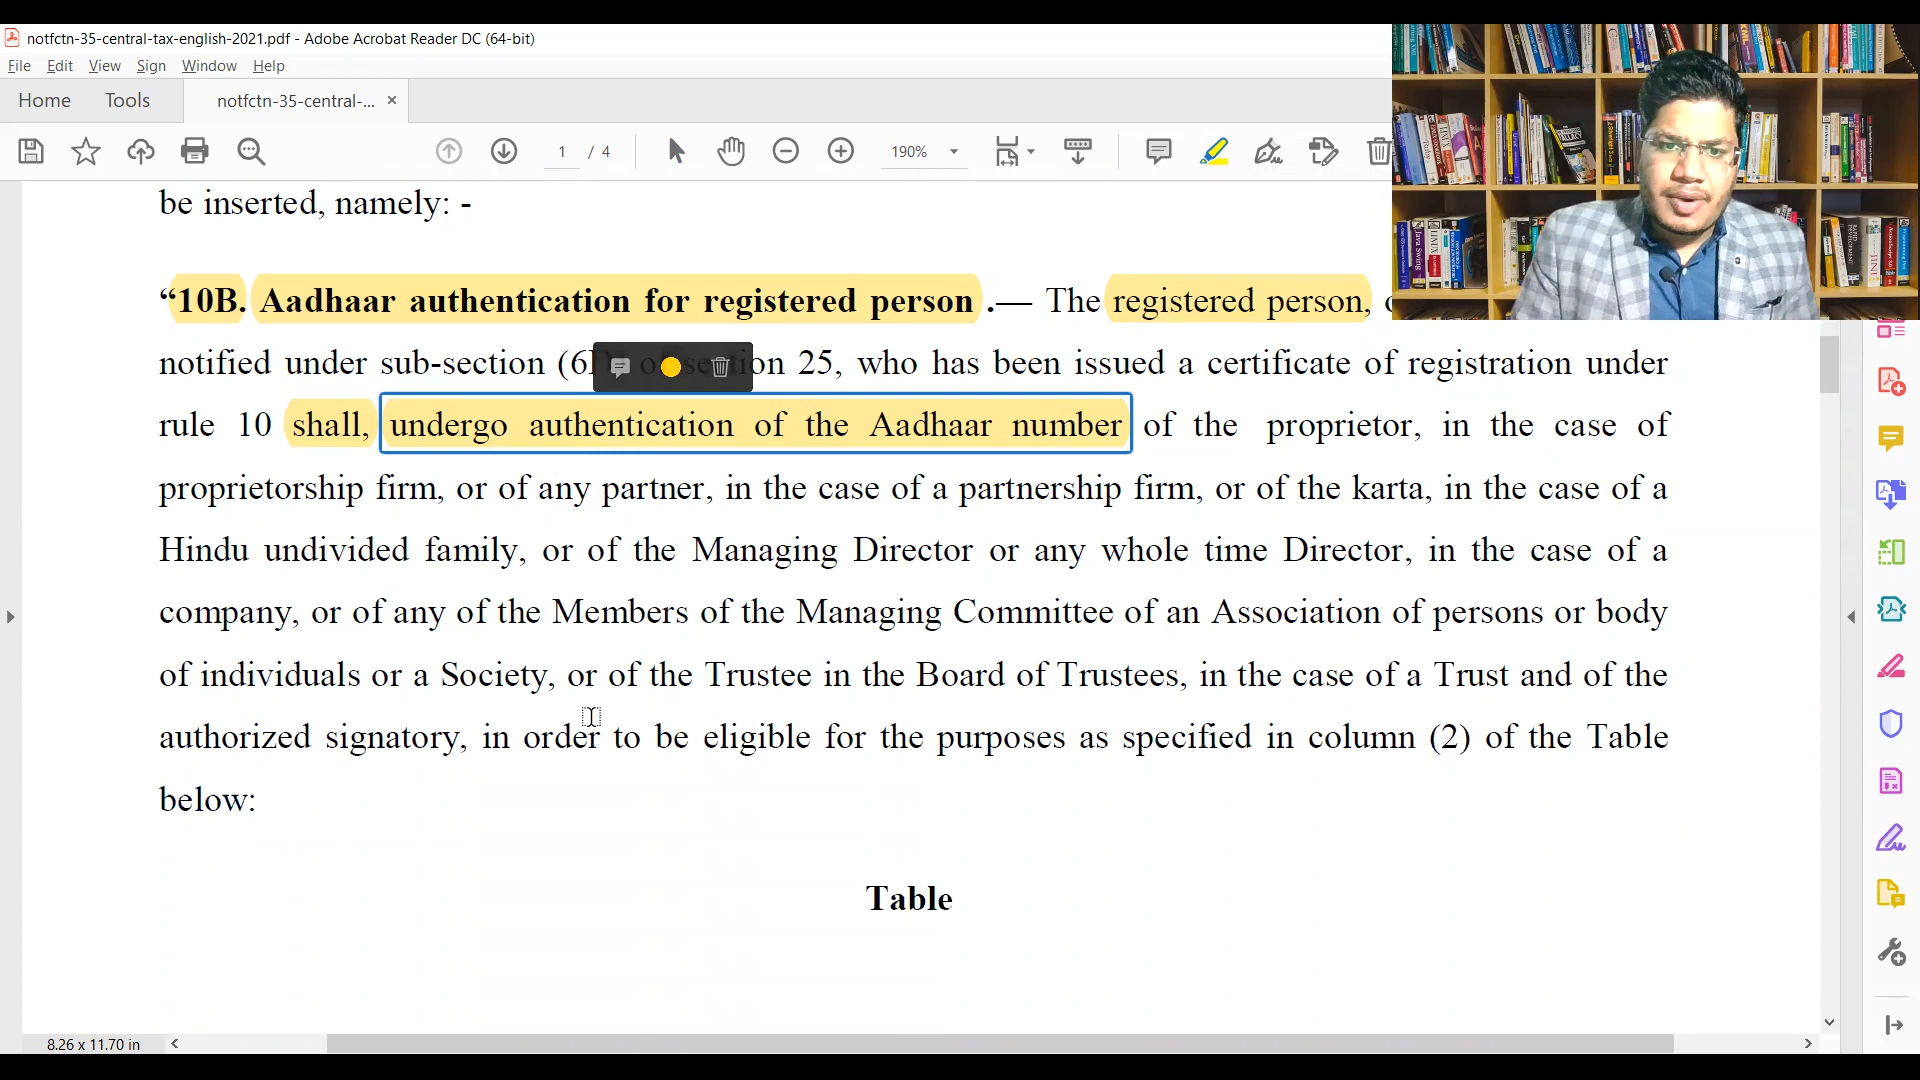 notfctn-35-central-tax-english-2021.pdf - Adobe Acrobat Reader DC (64-bit)
File Edit View Sign Window Help
Home Tools notfctn-35-central-... ×
1 / 4 190%
be inserted, namely: -
“10B. Aadhaar authentication for registered person .— The registered person,
notified under sub-section (6 of section 25, who has been issued a certificate of registration under
rule 10 shall, undergo authentication of the Aadhaar number of the proprietor, in the case of
proprietorship firm, or of any partner, in the case of a partnership firm, or of the karta, in the case of a
Hindu undivided family, or of the Managing Director or any whole time Director, in the case of a
company, or of any of the Members of the Managing Committee of an Association of persons or body
of individuals or a Society, or of the Trustee in the Board of Trustees, in the case of a Trust and of the
authorized signatory, in order to be eligible for the purposes as specified in column (2) of the Table
below:
Table
8.26 x 11.70 in